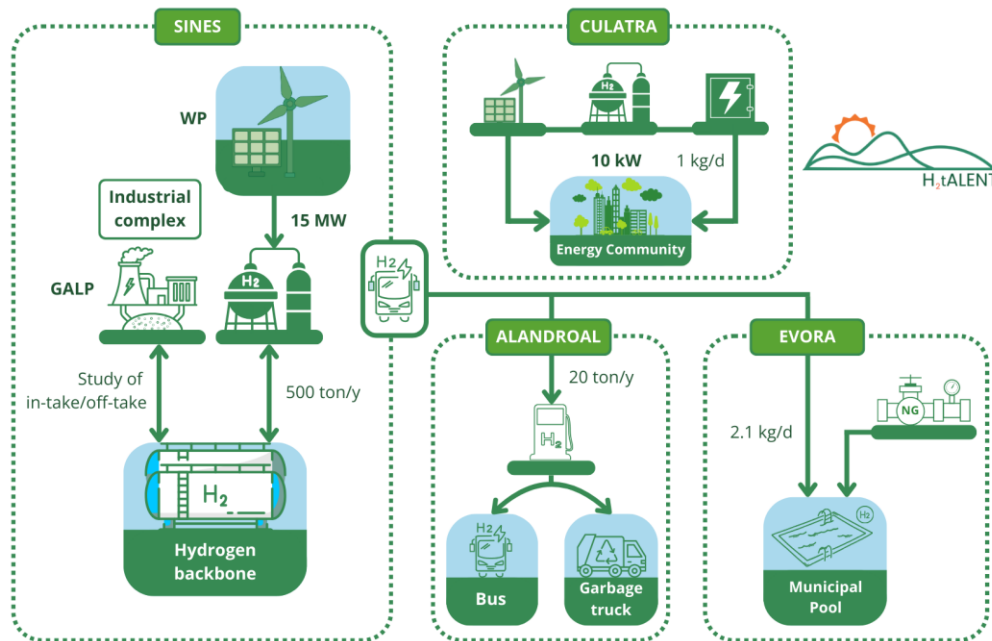 SINES
WP
15 MW
Industrial
complex
GALP
H2
Study of
in-take/off-take
500 ton/y
H2
Hydrogen
backbone
H2
CULATRA
H2
10 kW
1 kg/d
Energy Community
H2tALENT
ALANDROAL
20 ton/y
H2
H2
Bus
Garbage
truck
EVORA
NG
2.1 kg/d
H2
Municipal
Pool